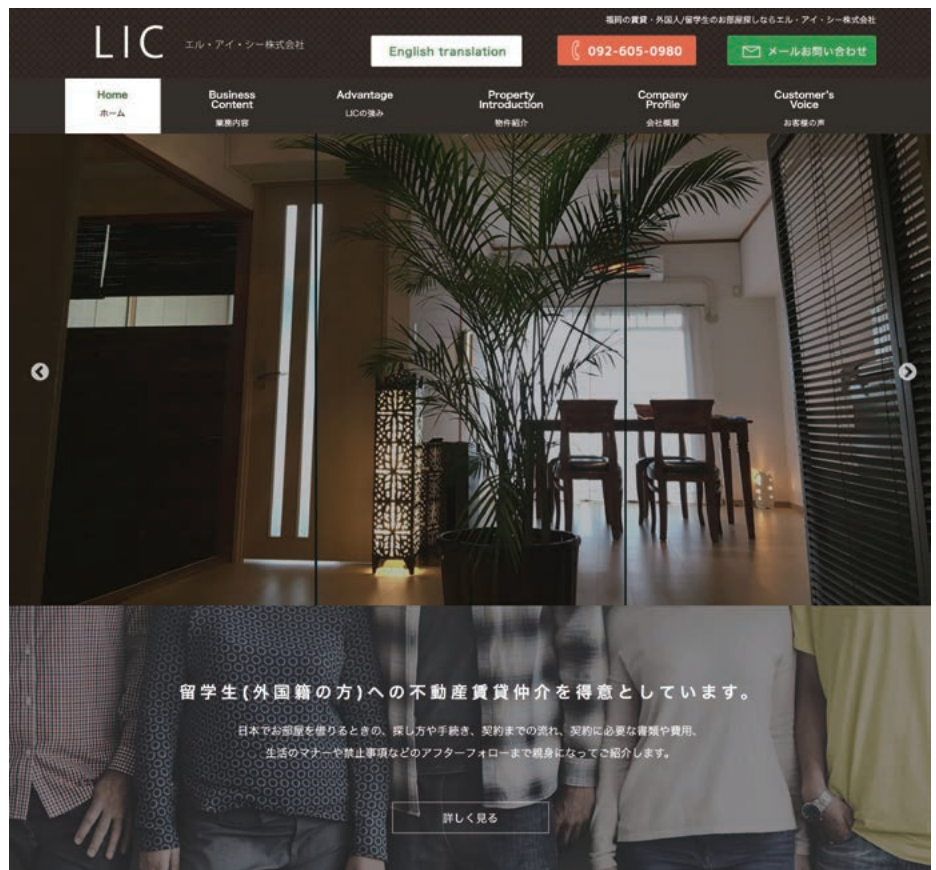 福岡の賃貸・外国人/留学生のお部屋探しならエル・アイ・シー株式会社
LIC
エル・アイ・シー株式会社
English translation
092-605-0980
メールお問い合わせ
Home
ホーム
Business
Content
業務内容
Advantage
LICの強み
Property
Introduction
物件紹介
Company
Profile
会社概要
Customer's
Voice
お客様の声
留学生(外国籍の方)への不動産賃貸仲介を得意としています。
日本でお部屋を借りるときの、探し方や手続き、契約までの流れ、契約に必要な書類や費用、
生活のマナーや禁止事項などのアフターフォローまで親身になってご紹介します。
詳しく見る